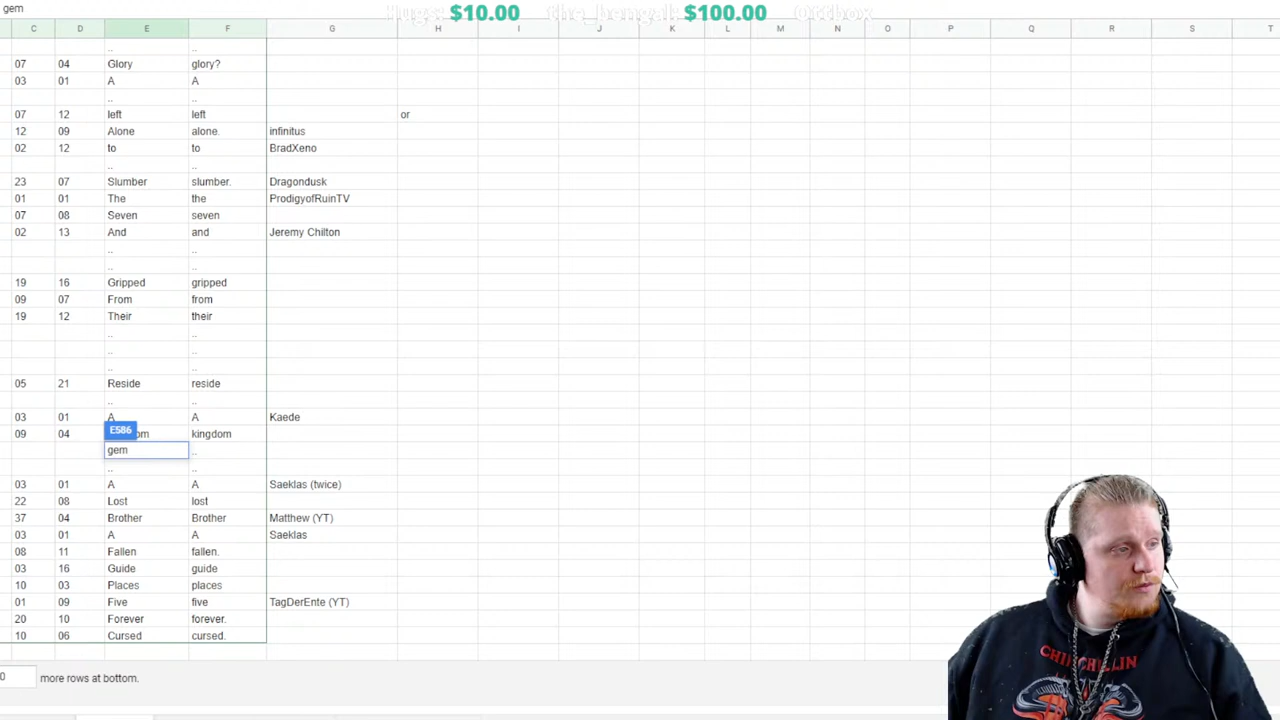 gem
Hugs: $10.00 the_bengal: $100.00 Orttbox
C D E F G H I J K L M N O P Q R S T
.. ..
07 04 Glory glory?
03 01 A A
.. ..
07 12 left left or
12 09 Alone alone. infinitus
02 12 to to BradXeno
.. ..
23 07 Slumber slumber. Dragondusk
01 01 The the ProdigyofRuinTV
07 08 Seven seven
02 13 And and Jeremy Chilton
.. ..
.. ..
19 16 Gripped gripped
09 07 From from
19 12 Their their
.. ..
.. ..
.. ..
05 21 Reside reside
.. ..
03 01 A A Kaede
E586
09 04 om kingdom
gem ..
.. ..
03 01 A A Saeklas (twice)
22 08 Lost lost
37 04 Brother Brother Matthew (YT)
03 01 A A Saeklas
08 11 Fallen fallen.
03 16 Guide guide
10 03 Places places
01 09 Five five TagDerEnte (YT)
20 10 Forever forever.
10 06 Cursed cursed.
0 more rows at bottom.
CHILLIN